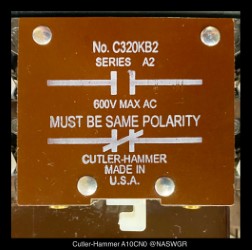 No. C320KB2
SERIES A2
600V MAX AC
MUST BE SAME POLARITY
CUTLER-HAMMER
MADE IN
U.S.A.
Cutler-Hammer A10CN0 @NASWGR